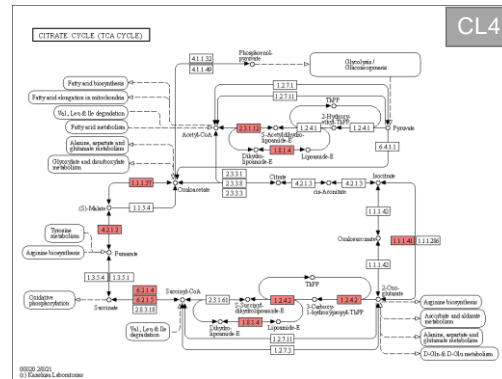 CL4
CITRATE CYCLE (TCA CYCLE)
4.1.1.32
4.1.1.49
Phosphoenol-
pyruvate
Glycolysis /
Gluconeogenesis
Fatty acid biosynthesis
Fatty acid elongation in mitochondria
Val, Leu & Ile degradation
Fatty acid metabolism
Alanine, aspartate and
glutamate metabolism
Glyoxylate and dicarboxylate
metabolism
1.2.7.1
1.2.7.11
ThPP
2.3.1.12
1.2.4.1
1.2.4.1
Acetyl-CoA
Pyruvate
1.8.1.4
Dihydro-
lipoamide-E
Lipoamide-E
6.4.1.1
1.1.1.37
Oxaloacetate
2.3.3.1
2.3.3.8
2.3.3.3
Citrate
4.2.1.3
cis-Aconitate
4.2.1.3
Isocitrate
1.1.5.4
(S)-Malate
4.2.1.2
Tyrosine
metabolism
Arginine biosynthesis
Fumarate
1.1.1.42
Oxalosuccinate
1.1.1.41
1.1.1.286
1.1.1.42
1.3.5.4
1.3.5.1
Oxidative
phosphorylation
Succinate
6.2.1.4
6.2.1.5
2.8.3.18
Succinyl-CoA
2.3.1.61
S-Succinyl-
dihydrolipoamide-E
1.2.4.2
ThPP
3-Carboxy-
1-hydroxypropyl-ThPP
1.2.4.2
2-Oxo-
glutarate
Dihydro-
lipoamide-E
1.8.1.4
Lipoamide-E
Val, Leu & Ile
degradation
1.2.7.11
1.2.7.3
Arginine biosynthesis
Ascorbate and aldarate
metabolism
Alanine, aspartate and
glutamate metabolism
D-Gln & D-Glu metabolism
00020 2/8/21
(c) Kanehisa Laboratories